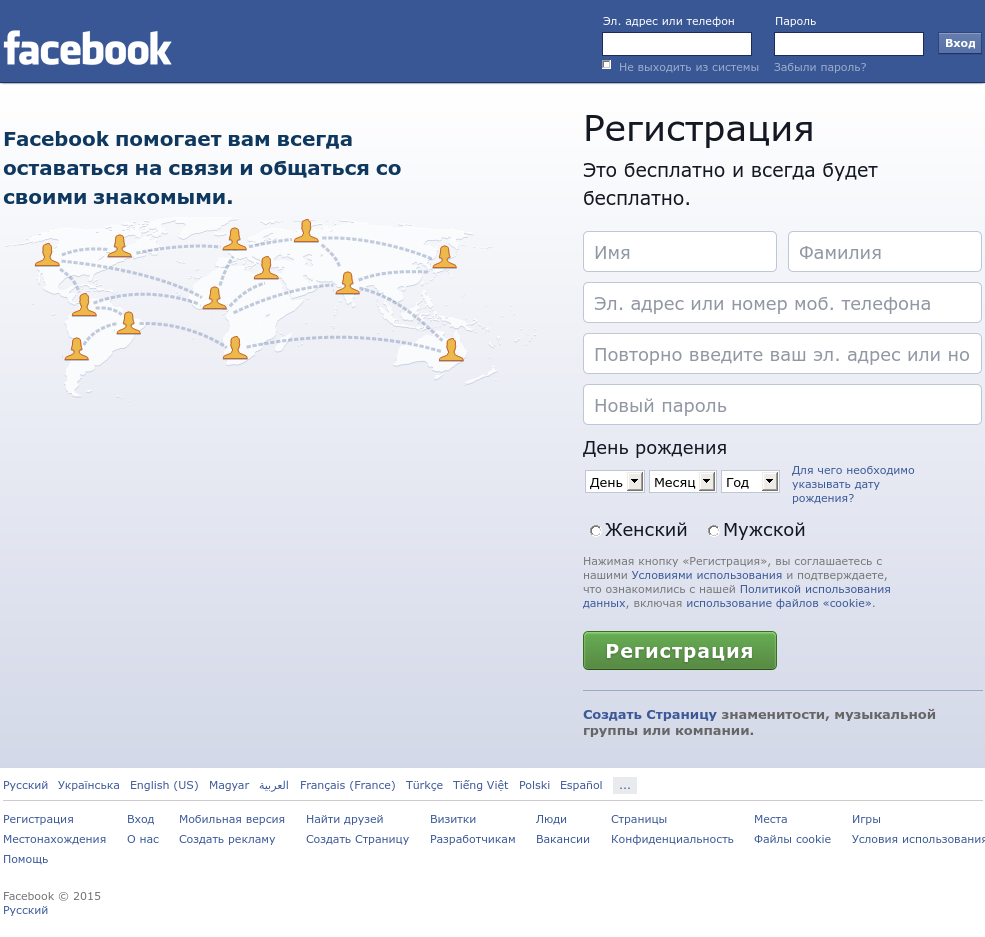 facebook
Эл. адрес или телефон
Пароль
Вход
Не выходить из системы
Забыли пароль?
Facebook помогает вам всегда
оставаться на связи и общаться со
своими знакомыми.
Регистрация
Это бесплатно и всегда будет
бесплатно.
Имя
Фамилия
Эл. адрес или номер моб. телефона
Повторно введите ваш эл. адрес или но
Новый пароль
День рождения
День Месяц Год
Для чего необходимо
указывать дату
рождения?
Женский Мужской
Нажимая кнопку «Регистрация», вы соглашаетесь с
нашими Условиями использования и подтверждаете,
что ознакомились с нашей Политикой использования
данных, включая использование файлов «cookie».
Регистрация
Создать Страницу знаменитости, музыкальной
группы или компании.
Русский Українська English (US) Magyar العربية Français (France) Türkçe Tiếng Việt Polski Español ...
Регистрация Вход Мобильная версия Найти друзей Визитки Люди Страницы Места Игры
Местонахождения О нас Создать рекламу Создать Страницу Разработчикам Вакансии Конфиденциальность Файлы cookie Условия использования
Помощь
Facebook © 2015
Русский